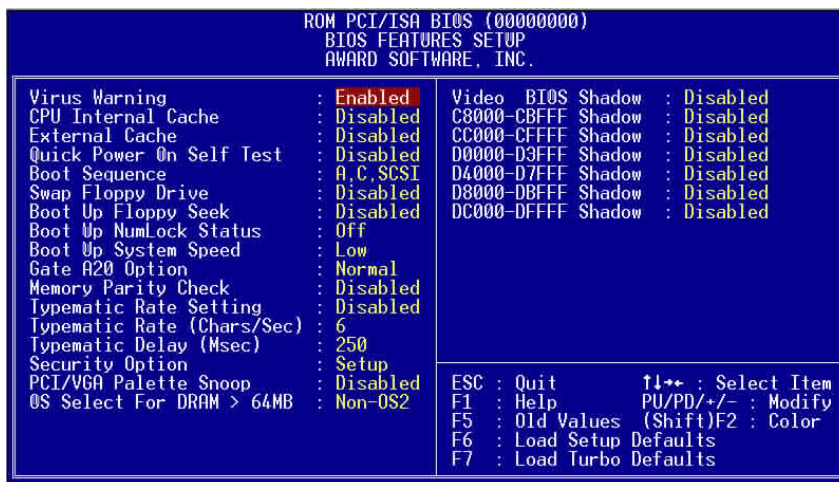 ROM PCI/ISA BIOS (00000000)
BIOS FEATURES SETUP
AWARD SOFTWARE, INC.
Virus Warning : Enabled
CPU Internal Cache : Disabled
External Cache : Disabled
Quick Power On Self Test : Disabled
Boot Sequence : A,C,SCSI
Swap Floppy Drive : Disabled
Boot Up Floppy Seek : Disabled
Boot Up NumLock Status : Off
Boot Up System Speed : Low
Gate A20 Option : Normal
Memory Parity Check : Disabled
Typematic Rate Setting : Disabled
Typematic Rate (Chars/Sec) : 6
Typematic Delay (Msec) : 250
Security Option : Setup
PCI/VGA Palette Snoop : Disabled
OS Select For DRAM > 64MB : Non-OS2
Video BIOS Shadow : Disabled
C8000-CBFFF Shadow : Disabled
CC000-CFFFF Shadow : Disabled
D0000-D3FFF Shadow : Disabled
D4000-D7FFF Shadow : Disabled
D8000-DBFFF Shadow : Disabled
DC000-DFFFF Shadow : Disabled
ESC : Quit ↑↓→← : Select Item
F1 : Help PU/PD/+/- : Modify
F5 : Old Values (Shift)F2 : Color
F6 : Load Setup Defaults
F7 : Load Turbo Defaults